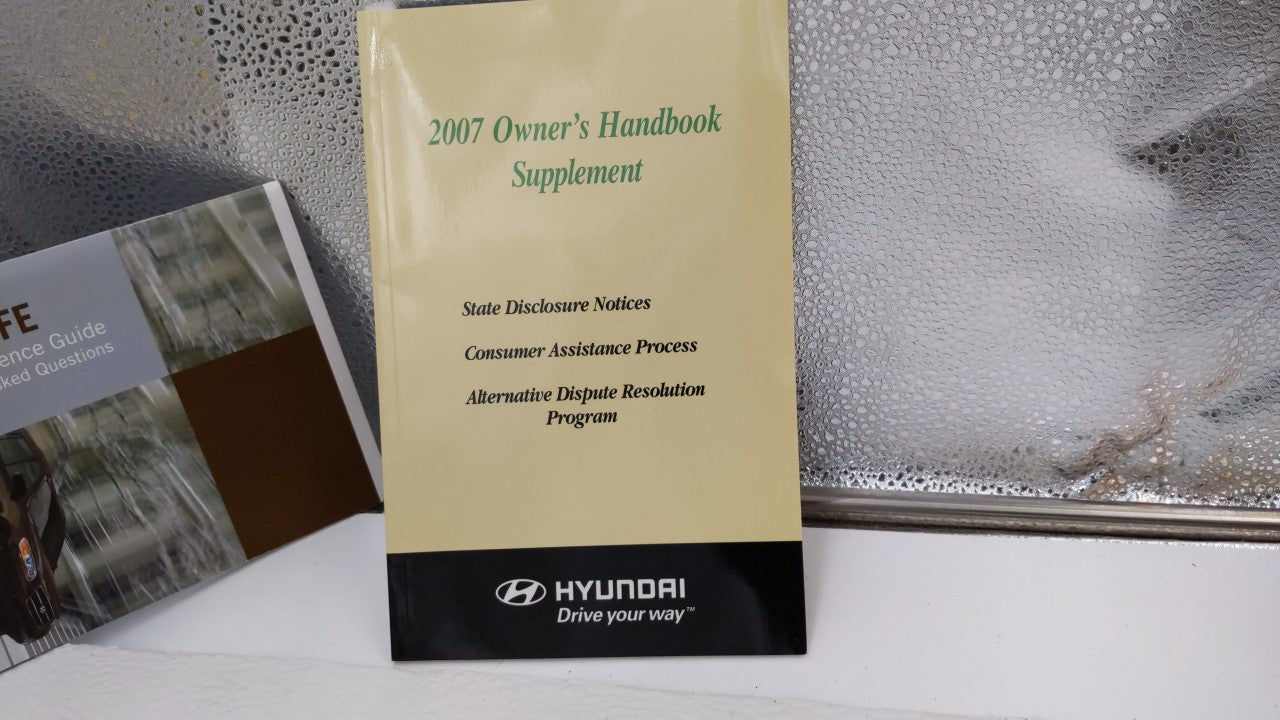 FE
ence Guide
ked Questions
2007 Owner's Handbook
Supplement
State Disclosure Notices
Consumer Assistance Process
Alternative Dispute Resolution
Program
HYUNDAI
Drive your way™